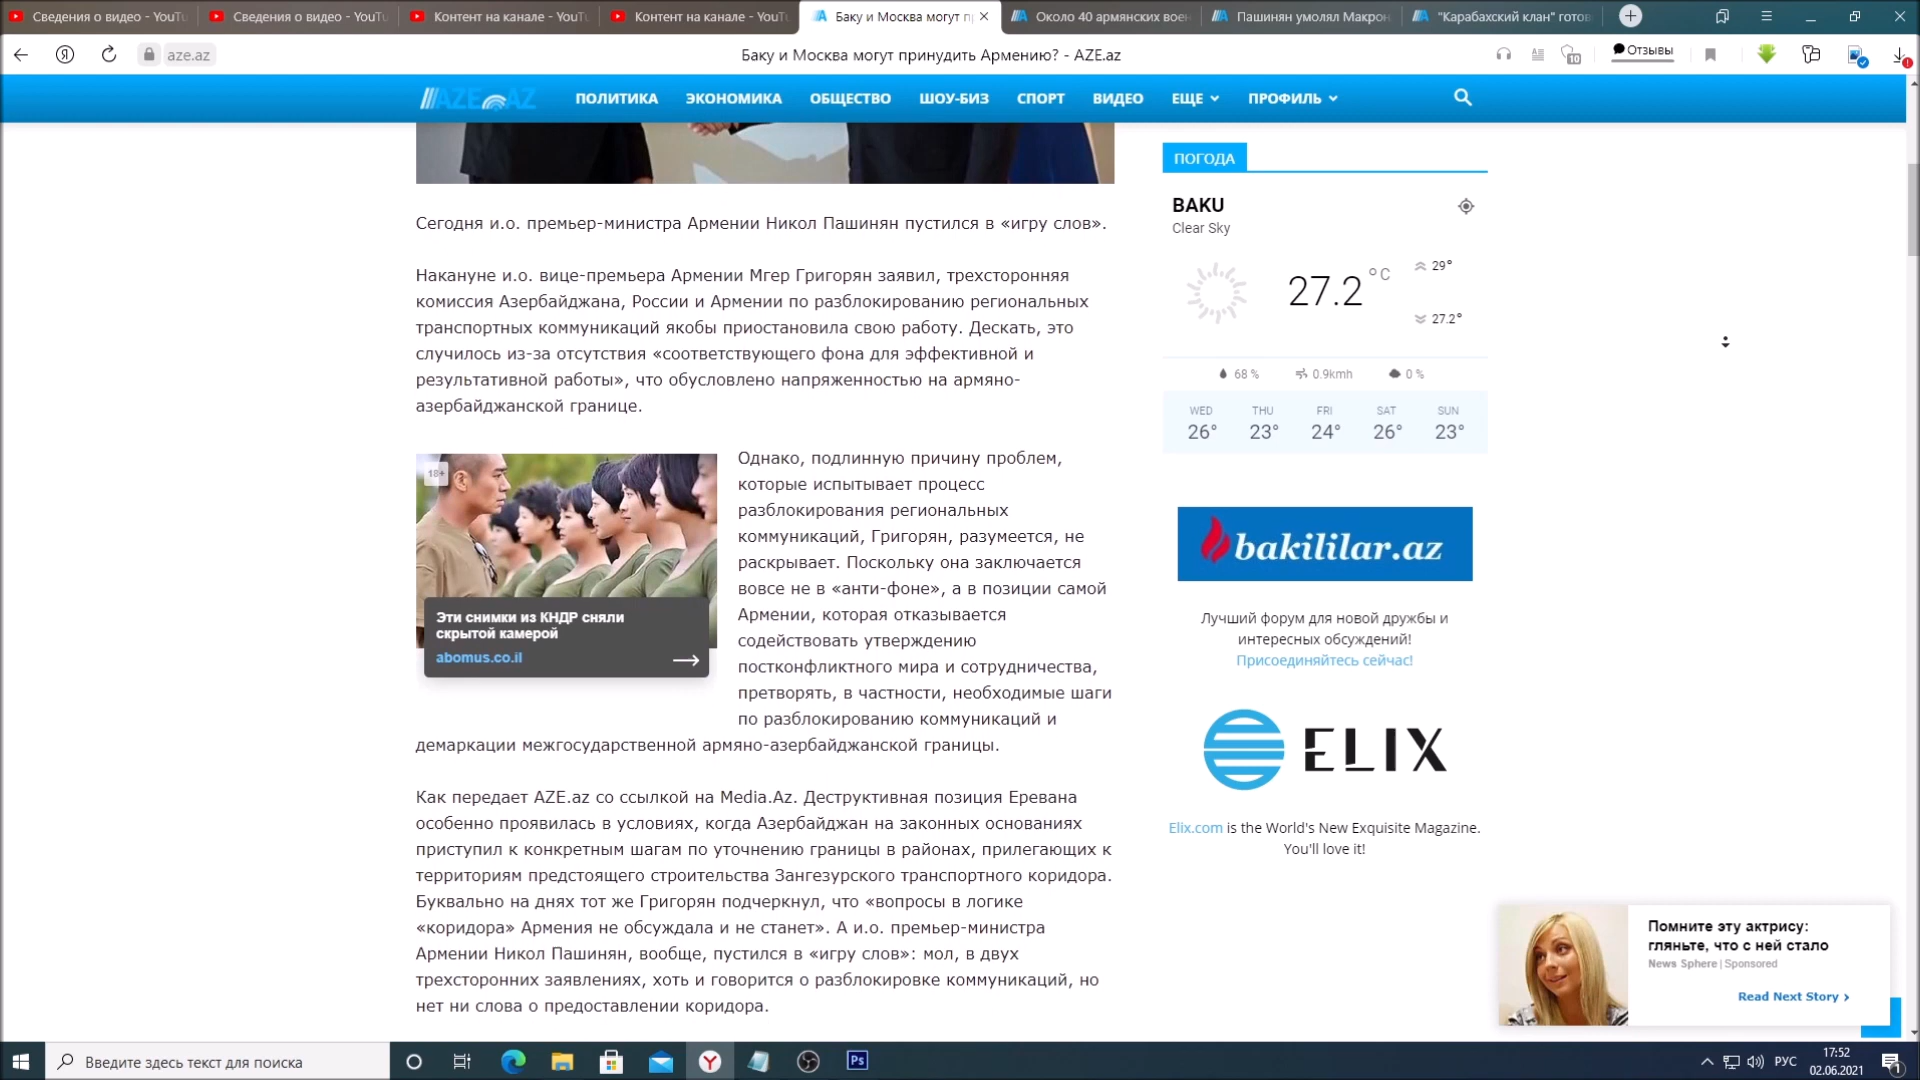 Сведения о видео - YouTu
Сведения о видео - YouTu
Контент на канале - YouTu
Контент на канале - YouTu
Баку и Москва могут пр
Около 40 армянских воен
Пашинян умолял Макрон
"Карабахский клан" готов
aze.az
Баку и Москва могут принудить Армению? - AZE.az
10
Отзывы
AZE AZ
ПОЛИТИКА
ЭКОНОМИКА
ОБЩЕСТВО
ШОУ-БИЗ
СПОРТ
ВИДЕО
ЕЩЕ
ПРОФИЛЬ
Сегодня и.о. премьер-министра Армении Никол Пашинян пустился в «игру слов».
Накануне и.о. вице-премьера Армении Мгер Григорян заявил, трехсторонняя
комиссия Азербайджана, России и Армении по разблокированию региональных
транспортных коммуникаций якобы приостановила свою работу. Дескать, это
случилось из-за отсутствия «соответствующего фона для эффективной и
результативной работы», что обусловлено напряженностью на армяно-
азербайджанской границе.
18+
Эти снимки из КНДР сняли
скрытой камерой
abomus.co.il
Однако, подлинную причину проблем,
которые испытывает процесс
разблокирования региональных
коммуникаций, Григорян, разумеется, не
раскрывает. Поскольку она заключается
вовсе не в «анти-фоне», а в позиции самой
Армении, которая отказывается
содействовать утверждению
постконфликтного мира и сотрудничества,
претворять, в частности, необходимые шаги
по разблокированию коммуникаций и
демаркации межгосударственной армяно-азербайджанской границы.
Как передает AZE.az со ссылкой на Media.Az. Деструктивная позиция Еревана
особенно проявилась в условиях, когда Азербайджан на законных основаниях
приступил к конкретным шагам по уточнению границы в районах, прилегающих к
территориям предстоящего строительства Зангезурского транспортного коридора.
Буквально на днях тот же Григорян подчеркнул, что «вопросы в логике
«коридора» Армения не обсуждала и не станет». А и.о. премьер-министра
Армении Никол Пашинян, вообще, пустился в «игру слов»: мол, в двух
трехсторонних заявлениях, хоть и говорится о разблокировке коммуникаций, но
нет ни слова о предоставлении коридора.
ПОГОДА
BAKU
Clear Sky
27.2 °C
29°
27.2°
68 %
0.9kmh
0 %
WED THU FRI SAT SUN
26° 23° 24° 26° 23°
bakililar.az
Лучший форум для новой дружбы и
интересных обсуждений!
Присоединяйтесь сейчас!
ELIX
Elix.com is the World's New Exquisite Magazine.
You'll love it!
Помните эту актрису:
гляньте, что с ней стало
News Sphere | Sponsored
Read Next Story
Введите здесь текст для поиска
Ps
РУС
17:52
02.06.2021
1